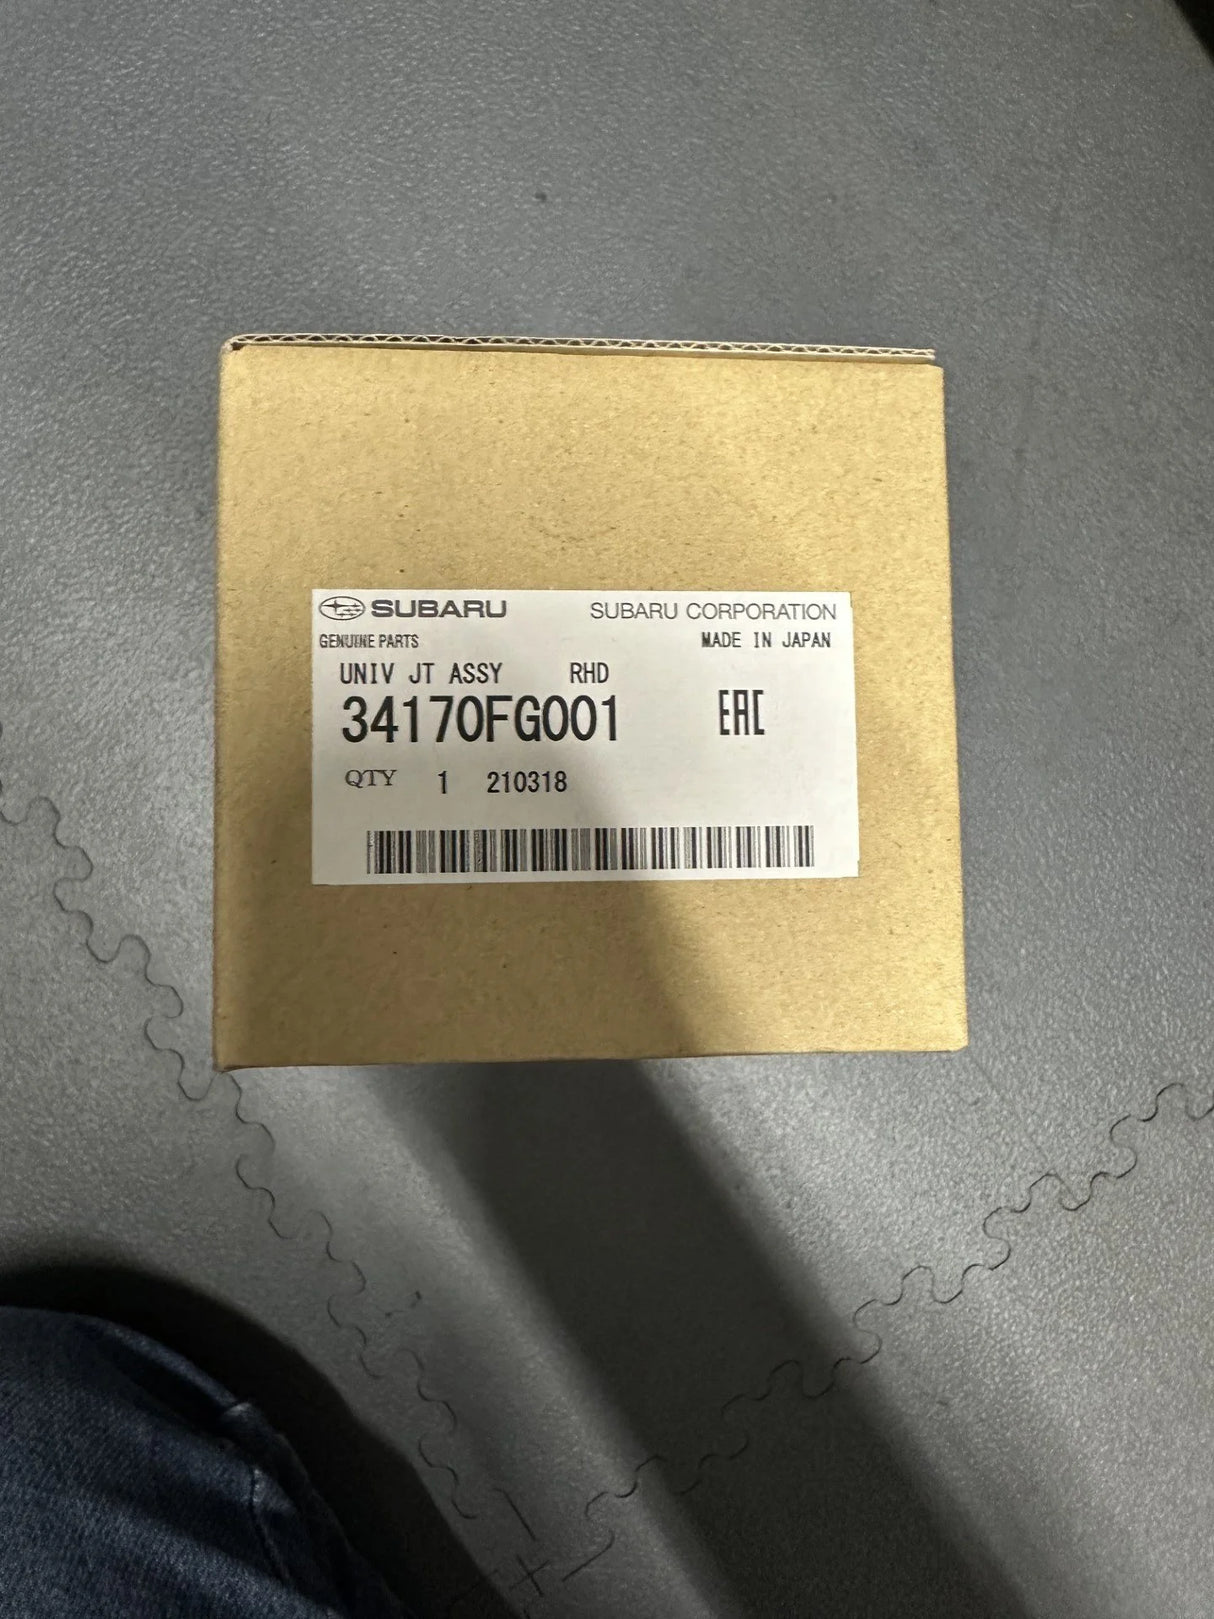 SUBARU SUBARU CORPORATION
GENUINE PARTS MADE IN JAPAN
UNIV JT ASSY RHD
34170FG001 EAC
QTY 1 210318